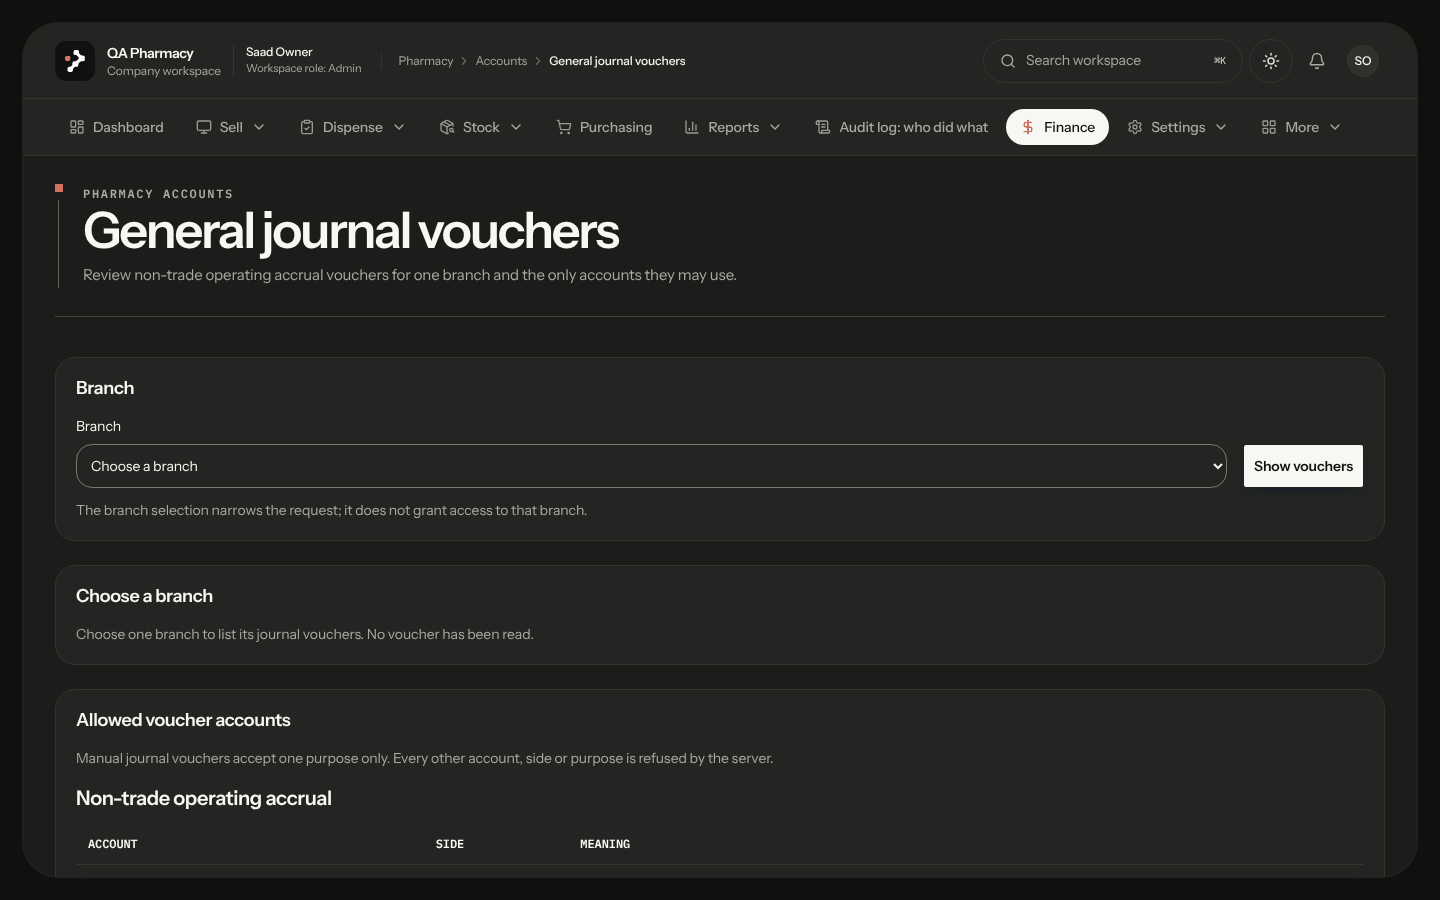 QA Pharmacy
Company workspace
Saad Owner
Workspace role: Admin
Pharmacy > Accounts > General journal vouchers
Search workspace
⌘K
SO
Dashboard
Sell
Dispense
Stock
Purchasing
Reports
Audit log: who did what
Finance
Settings
More
PHARMACY ACCOUNTS
General journal vouchers
Review non-trade operating accrual vouchers for one branch and the only accounts they may use.
Branch
Branch
Choose a branch
Show vouchers
The branch selection narrows the request; it does not grant access to that branch.
Choose a branch
Choose one branch to list its journal vouchers. No voucher has been read.
Allowed voucher accounts
Manual journal vouchers accept one purpose only. Every other account, side or purpose is refused by the server.
Non-trade operating accrual
ACCOUNT SIDE MEANING